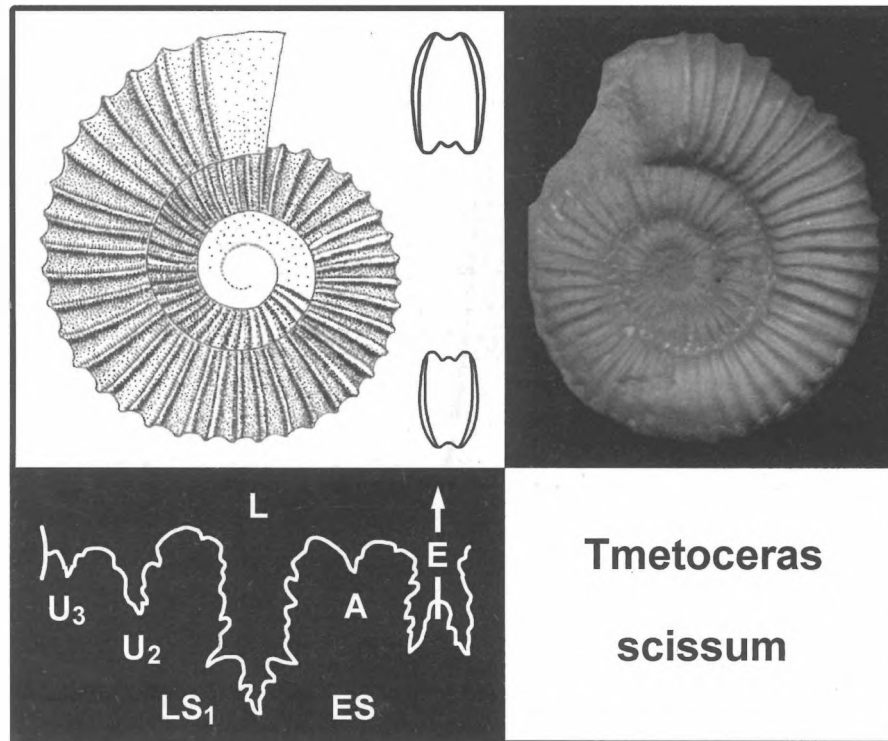 L
E
U₃
A
U₂
LS₁
ES
Tmetoceras
scissum